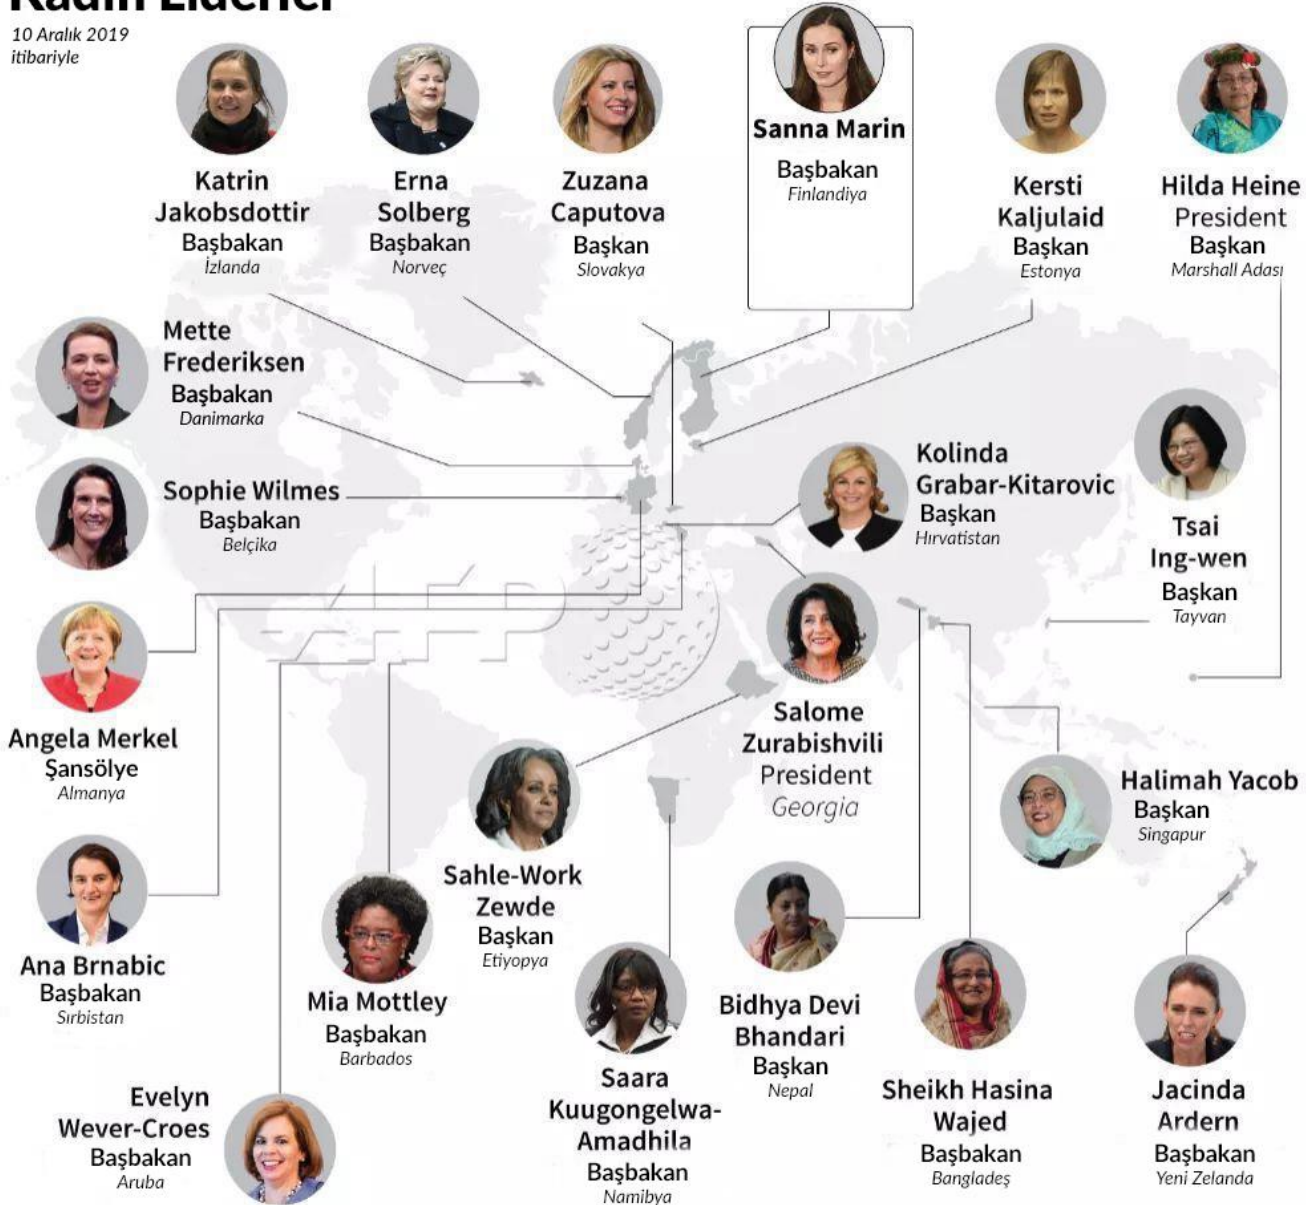 Kadın Liderler
10 Aralık 2019
itibariyle
Katrin
Jakobsdottir
Başbakan
İzlanda
Erna
Solberg
Başbakan
Norveç
Zuzana
Caputova
Başkan
Slovakya
Sanna Marin
Başbakan
Finlandiya
Kersti
Kaljulaid
Başkan
Estonya
Hilda Heine
President
Başkan
Marshall Adası
Mette
Frederiksen
Başbakan
Danimarka
Sophie Wilmes
Başbakan
Belçika
Kolinda
Grabar-Kitarovic
Başkan
Hırvatistan
Tsai
Ing-wen
Başkan
Tayvan
AFP
Angela Merkel
Şansölye
Almanya
Salome
Zurabishvili
President
Georgia
Halimah Yacob
Başkan
Singapur
Ana Brnabic
Başbakan
Sırbistan
Mia Mottley
Başbakan
Barbados
Sahle-Work
Zewde
Başkan
Etiyopya
Saara
Kuugongelwa-
Amadhila
Başbakan
Namibya
Bidhya Devi
Bhandari
Başkan
Nepal
Sheikh Hasina
Wajed
Başbakan
Bangladeş
Jacinda
Ardern
Başbakan
Yeni Zelanda
Evelyn
Wever-Croes
Başbakan
Aruba